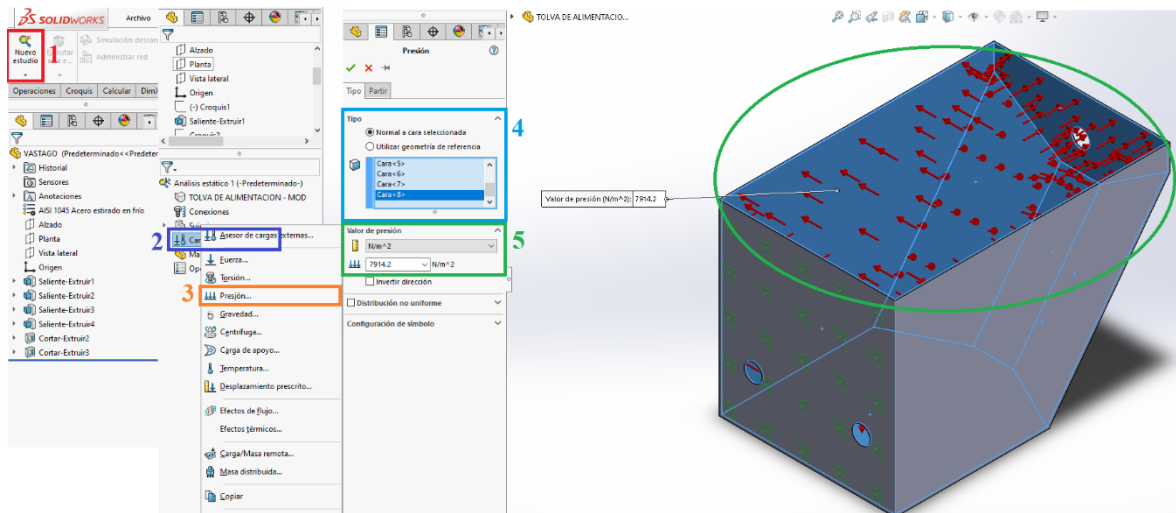 SOLIDWORKS
Archivo
Nuevo
estudio
1
Simulación descar
Administrar red
Operaciones
Croquis
Calcular
DimX
VASTAGO (Predeterminado<<Predeter
Historial
Sensores
Anotaciones
AISI 1045 Acero estirado en frío
Alzado
Planta
Vista lateral
Origen
Saliente-Extruir1
Saliente-Extruir2
Saliente-Extruir3
Saliente-Extruir4
Cortar-Extruir2
Cortar-Extruir3
Alzado
Planta
Vista lateral
Origen
(-) Croquis1
Saliente-Extruir1
Análisis estático 1 (-Predeterminado-)
TOLVA DE ALIMENTACION - MOD
Conexiones
2
Asesor de cargas externas...
Fuerza...
Torsión...
3
Presión...
Gravedad...
Centrífuga...
Carga de apoyo...
Temperatura...
Desplazamiento prescrito...
Efectos de flujo...
Efectos térmicos...
Carga/Masa remota...
Masa distribuida...
Copiar
Presión
Tipo
Partir
Tipo
4
Normal a cara seleccionada
Utilizar geometría de referencia
Cara<5>
Cara<6>
Cara<7>
Cara<8>
Valor de presión
5
N/m^2
7914.2
N/m^2
Invertir dirección
Distribución no uniforme
Configuración de símbolo
TOLVA DE ALIMENTACIO...
Valor de presión (N/m^2): 7914.2